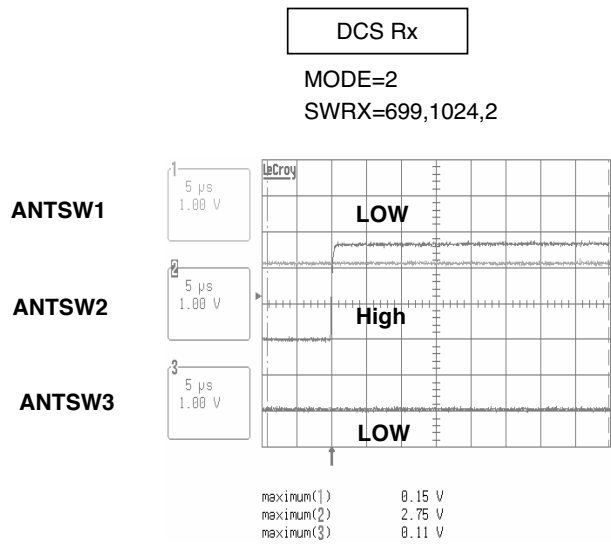 DCS Rx
MODE=2
SWRX=699,1024,2
LeCroy
1
5 µs
1.00 V
ANTSW1
LOW
2
5 µs
1.00 V
ANTSW2
High
3
5 µs
1.00 V
ANTSW3
LOW
maximum(1) 0.15 V
maximum(2) 2.75 V
maximum(3) 0.11 V